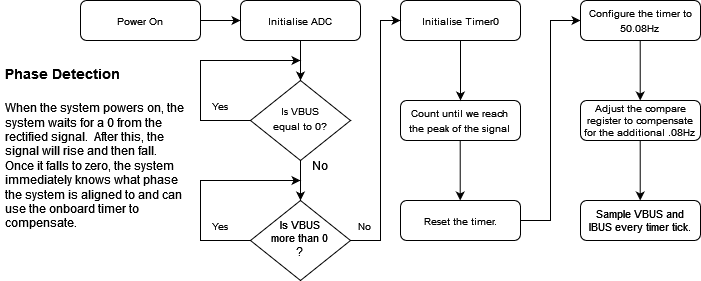 Power On
Initialise ADC
Initialise Timer0
Configure the timer to
50.08Hz
Phase Detection
When the system powers on, the
system waits for a 0 from the
rectified signal. After this, the
signal will rise and then fall.
Once it falls to zero, the system
immediately knows what phase
the system is aligned to and can
use the onboard timer to
compensate.
Yes
Is VBUS
equal to 0?
No
Yes
Is VBUS
more than 0
?
No
Count until we reach
the peak of the signal
Reset the timer.
Adjust the compare
register to compensate
for the additional .08Hz
Sample VBUS and
IBUS every timer tick.